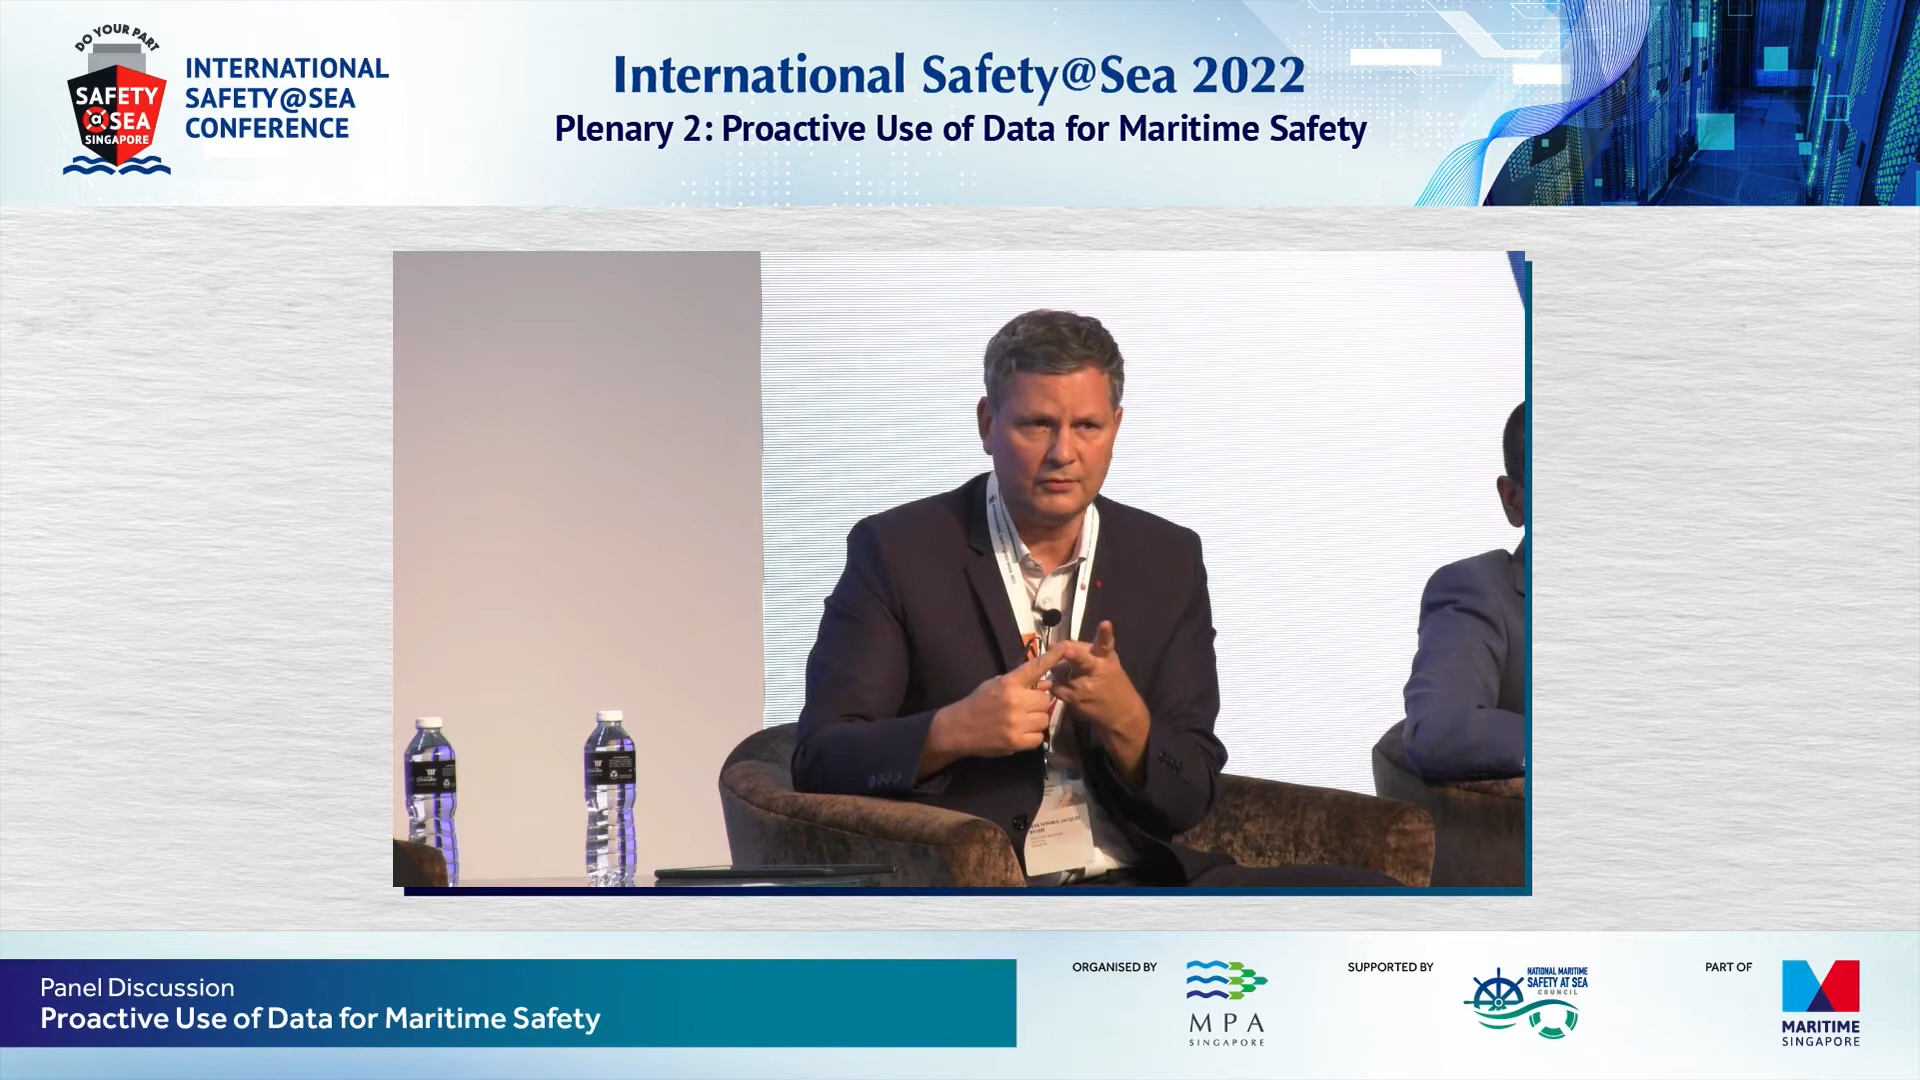 DO YOUR PART
SAFETY
@SEA
SINGAPORE
INTERNATIONAL
SAFETY@SEA
CONFERENCE
International Safety@Sea 2022
Plenary 2: Proactive Use of Data for Maritime Safety
Panel Discussion
Proactive Use of Data for Maritime Safety
ORGANISED BY
MPA
SINGAPORE
SUPPORTED BY
NATIONAL MARITIME
SAFETY AT SEA
COUNCIL
PART OF
MARITIME
SINGAPORE